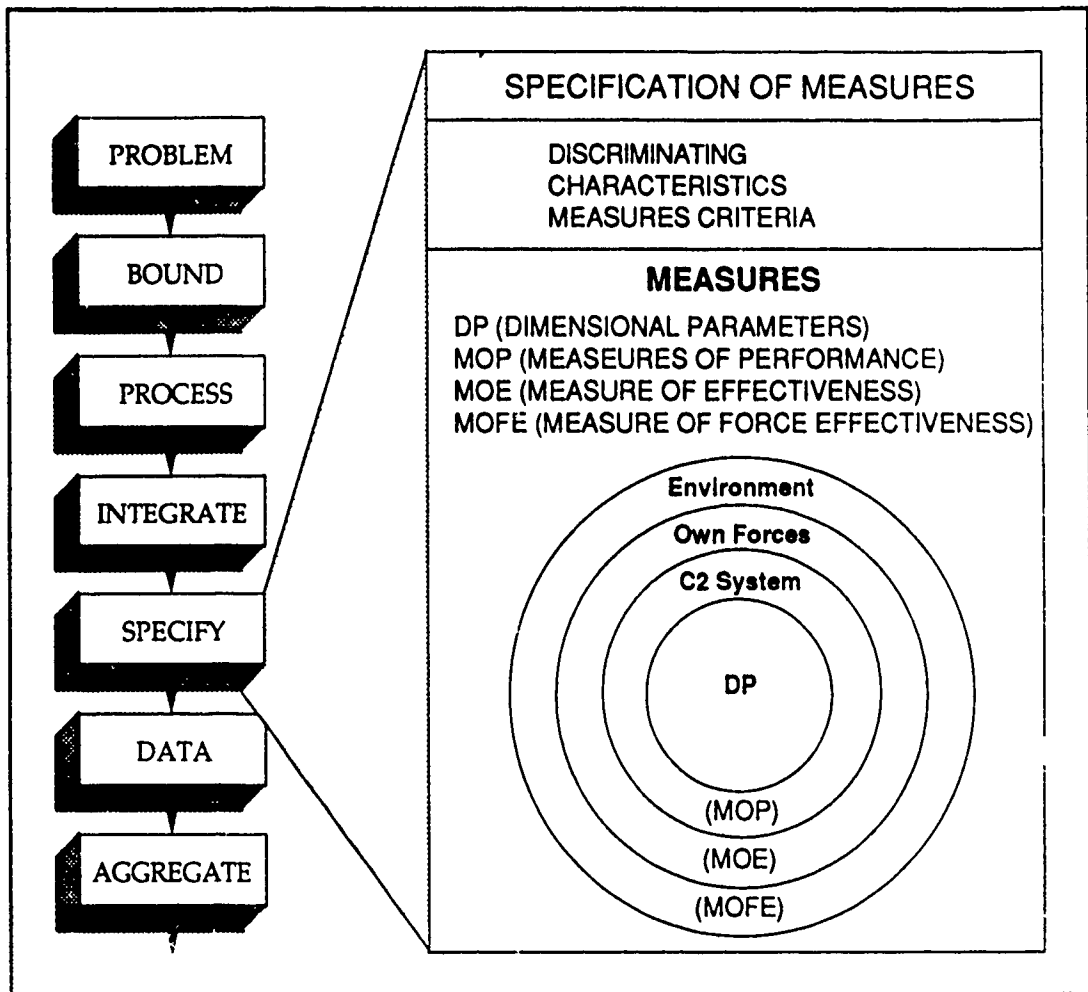 PROBLEM
BOUND
PROCESS
INTEGRATE
SPECIFY
DATA
AGGREGATE
SPECIFICATION OF MEASURES
DISCRIMINATING
CHARACTERISTICS
MEASURES CRITERIA
MEASURES
DP (DIMENSIONAL PARAMETERS)
MOP (MEASEURES OF PERFORMANCE)
MOE (MEASURE OF EFFECTIVENESS)
MOFE (MEASURE OF FORCE EFFECTIVENESS)
Environment
Own Forces
C2 System
DP
(MOP)
(MOE)
(MOFE)